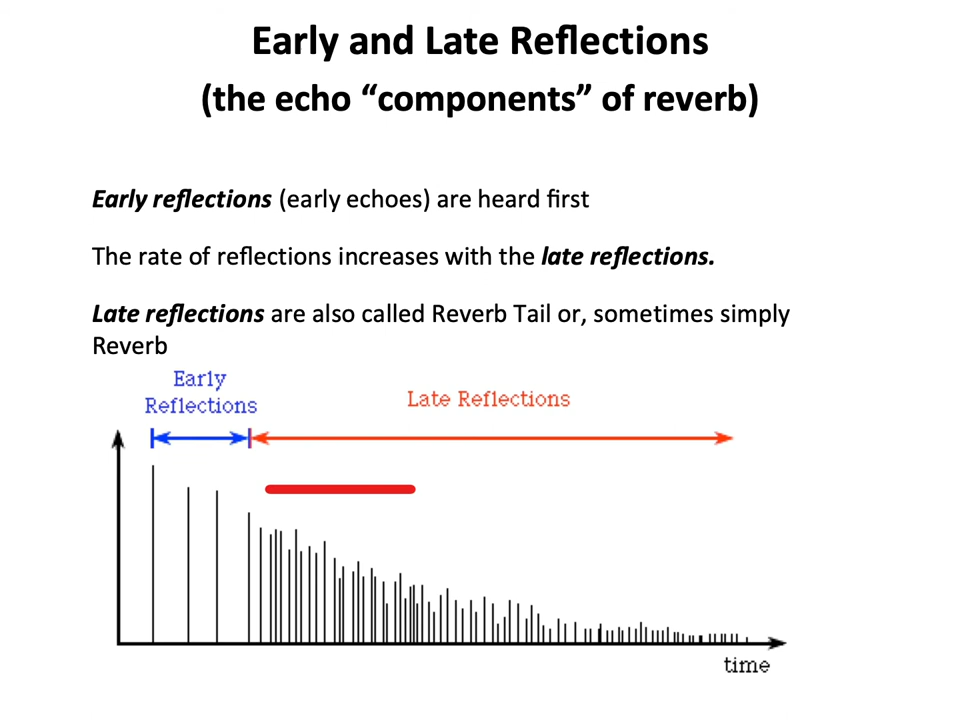 Early and Late Reflections
(the echo “components” of reverb)
Early reflections (early echoes) are heard first
The rate of reflections increases with the late reflections.
Late reflections are also called Reverb Tail or, sometimes simply
Reverb
Early
Reflections
Late Reflections
time